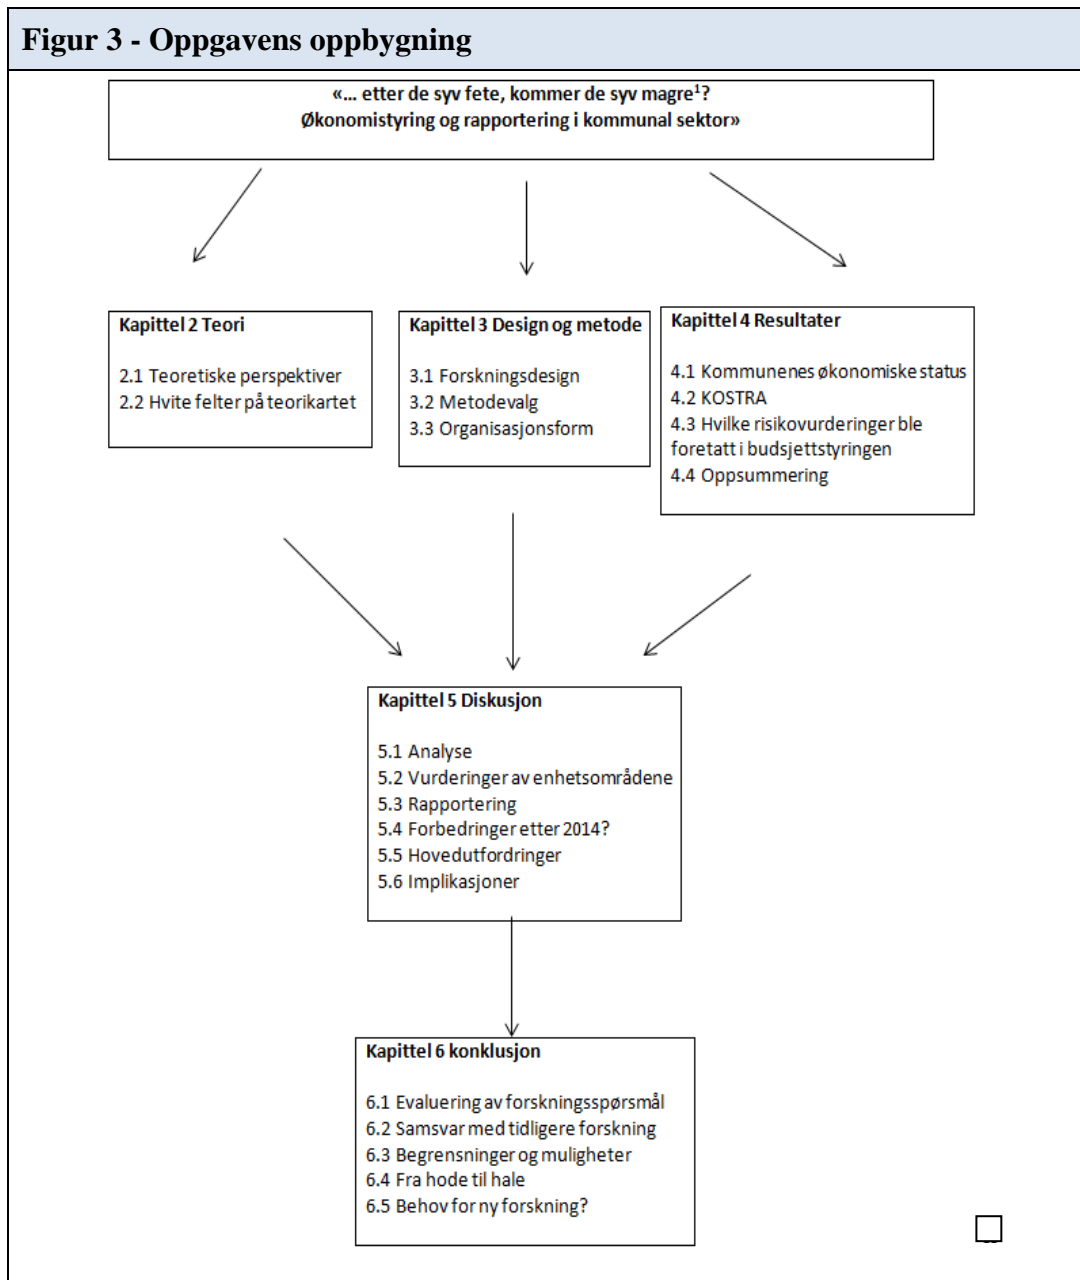 Figur 3 - Oppgavens oppbygning
«... etter de syv fete, kommer de syv magre¹?
Økonomistyring og rapportering i kommunal sektor»
Kapittel 2 Teori
2.1 Teoretiske perspektiver
2.2 Hvite felter på teorikartet
Kapittel 3 Design og metode
3.1 Forskningsdesign
3.2 Metodevalg
3.3 Organisasjonsform
Kapittel 4 Resultater
4.1 Kommunenes økonomiske status
4.2 KOSTRA
4.3 Hvilke risikovurderinger ble
foretatt i budsjettstyringen
4.4 Oppsummering
Kapittel 5 Diskusjon
5.1 Analyse
5.2 Vurderinger av enhetsområdene
5.3 Rapportering
5.4 Forbedringer etter 2014?
5.5 Hovedutfordringer
5.6 Implikasjoner
Kapittel 6 konklusjon
6.1 Evaluering av forskningsspørsmål
6.2 Samsvar med tidligere forskning
6.3 Begrensninger og muligheter
6.4 Fra hode til hale
6.5 Behov for ny forskning?